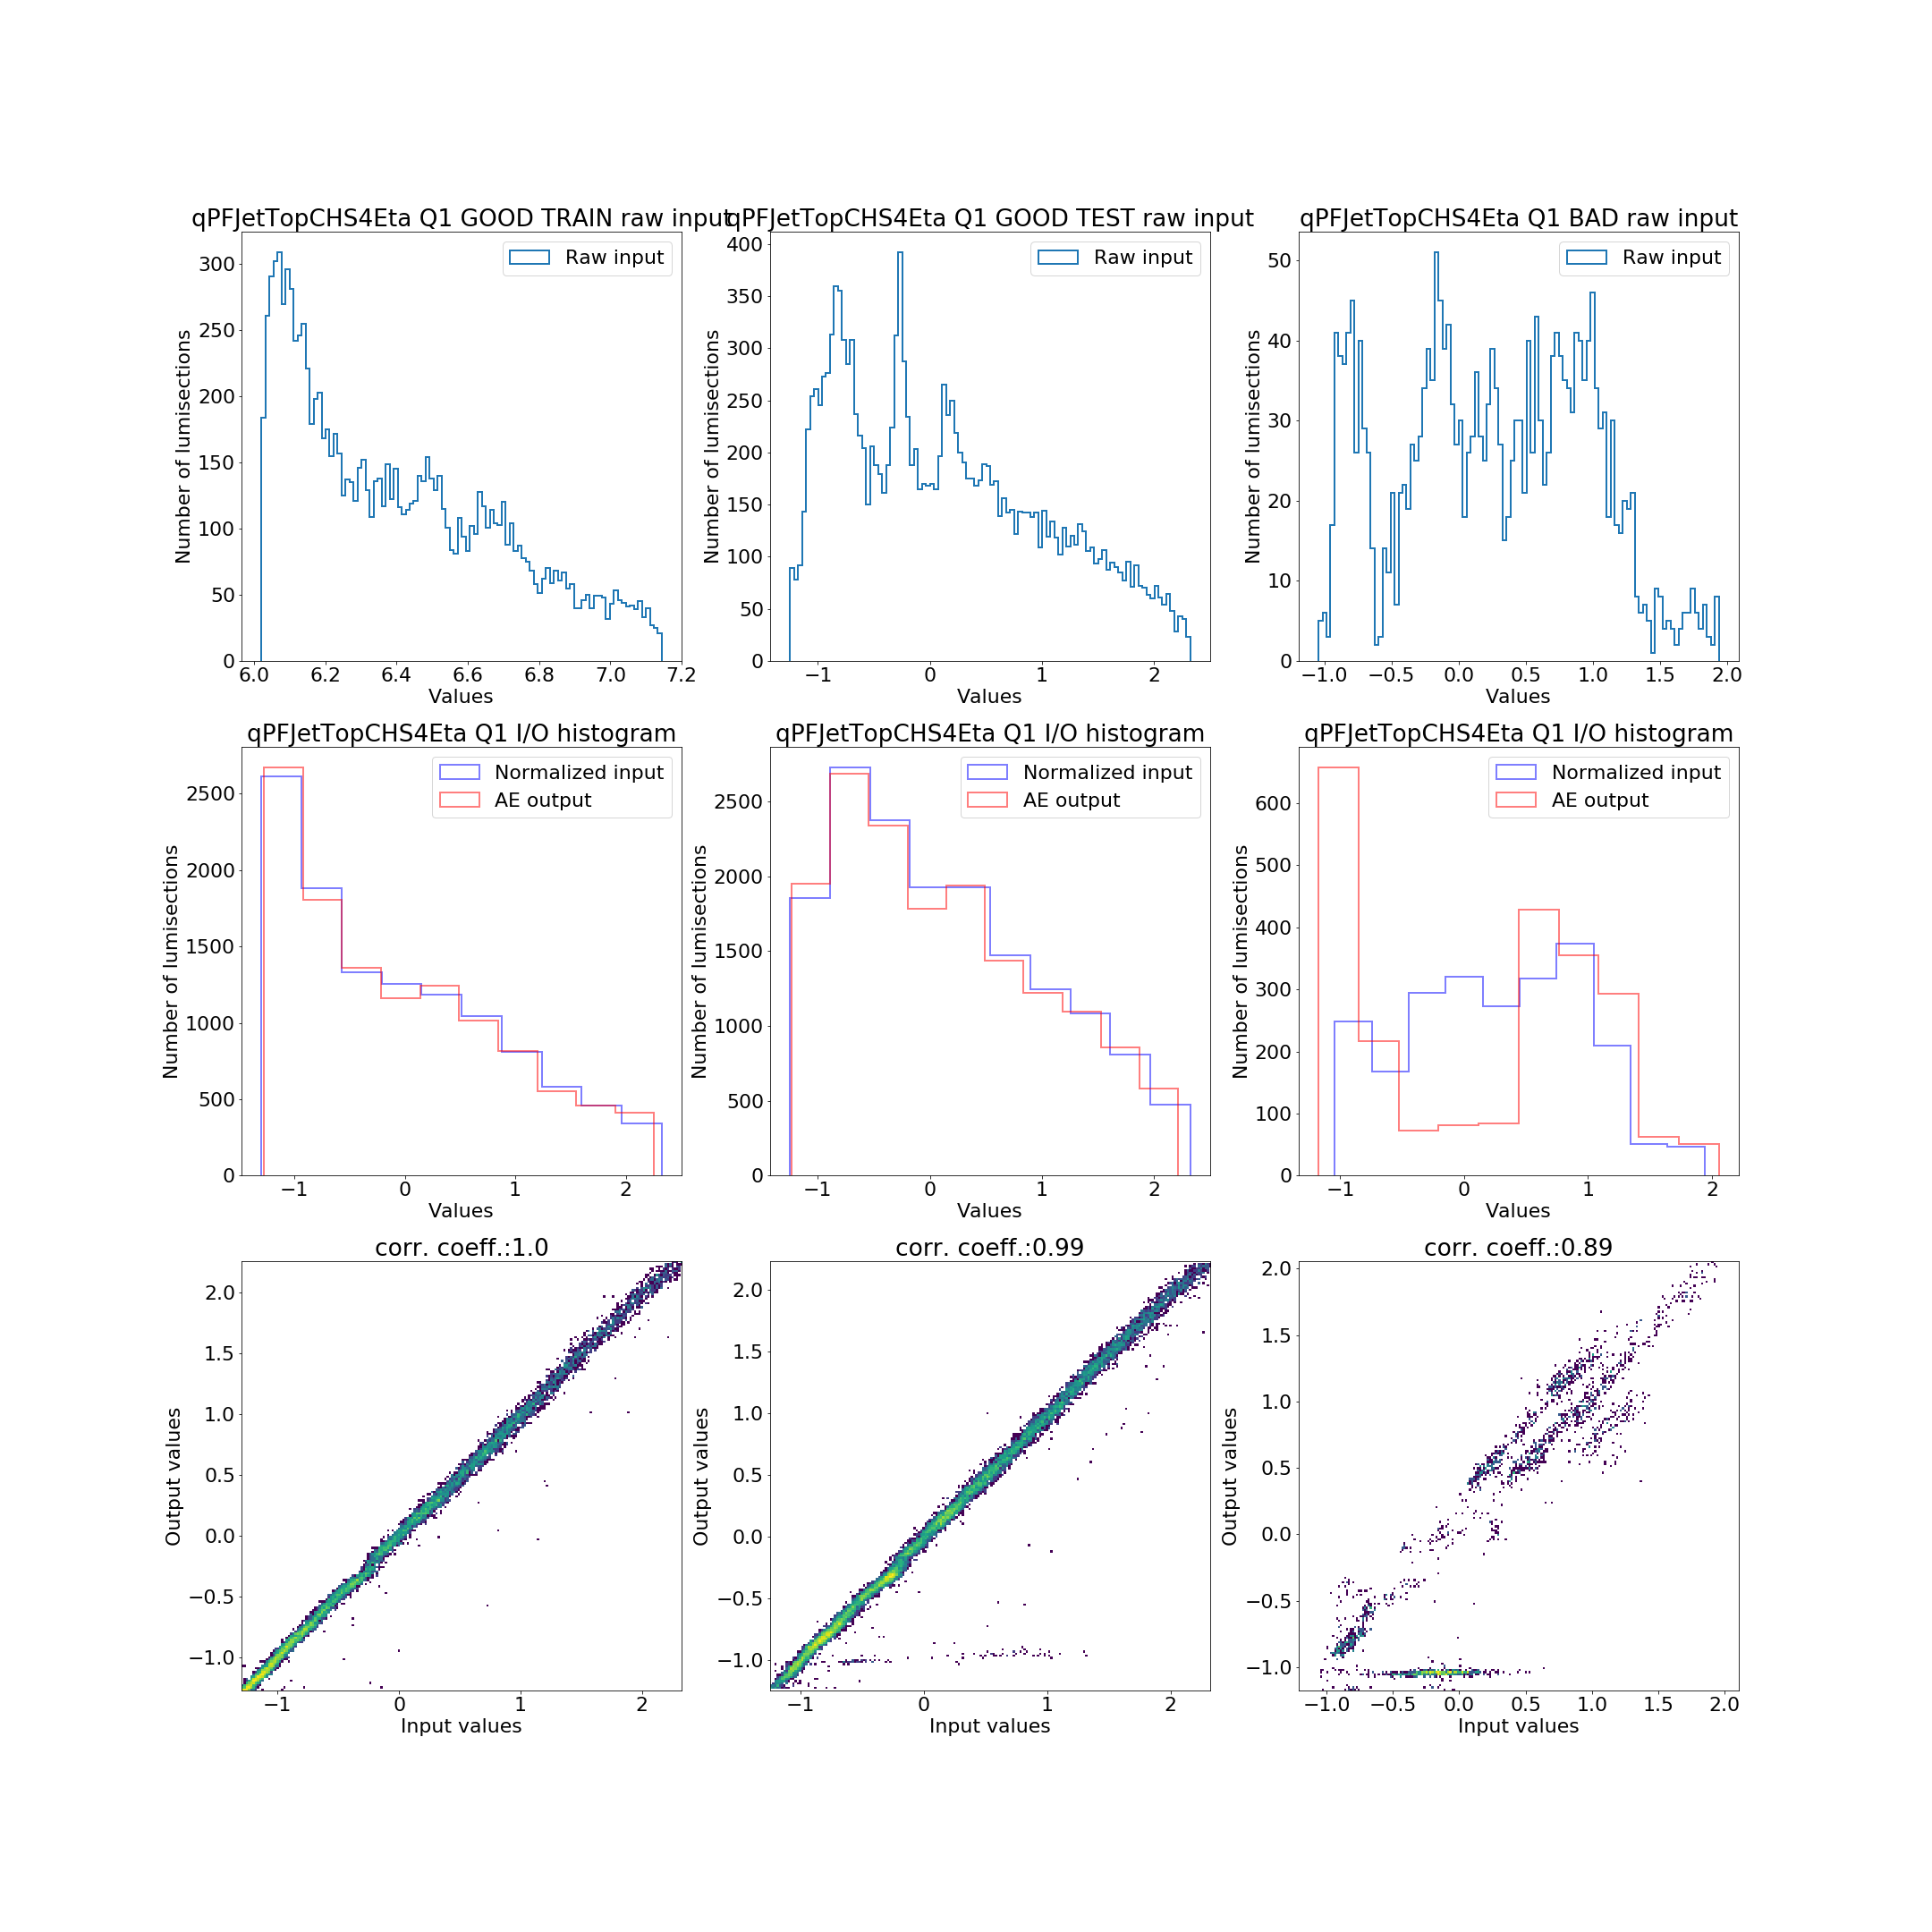 qPFJetTopCHS4Eta Q1 GOOD TRAIN raw input
Raw input
Number of lumisections
300
250
200
150
100
50
0
6.0 6.2 6.4 6.6 6.8 7.0 7.2
Values
qPFJetTopCHS4Eta Q1 GOOD TEST raw input
Raw input
Number of lumisections
400
350
300
250
200
150
100
50
0
−1 0 1 2
Values
qPFJetTopCHS4Eta Q1 BAD raw input
Raw input
Number of lumisections
50
40
30
20
10
0
−1.0 −0.5 0.0 0.5 1.0 1.5 2.0
Values
qPFJetTopCHS4Eta Q1 I/O histogram
Normalized input
AE output
Number of lumisections
2500
2000
1500
1000
500
0
−1 0 1 2
Values
qPFJetTopCHS4Eta Q1 I/O histogram
Normalized input
AE output
Number of lumisections
2500
2000
1500
1000
500
0
−1 0 1 2
Values
qPFJetTopCHS4Eta Q1 I/O histogram
Normalized input
AE output
Number of lumisections
600
500
400
300
200
100
0
−1 0 1 2
Values
corr. coeff.:1.0
Output values
2.0
1.5
1.0
0.5
0.0
−0.5
−1.0
−1 0 1 2
Input values
corr. coeff.:0.99
Output values
2.0
1.5
1.0
0.5
0.0
−0.5
−1.0
−1 0 1 2
Input values
corr. coeff.:0.89
Output values
2.0
1.5
1.0
0.5
0.0
−0.5
−1.0
−1.0 −0.5 0.0 0.5 1.0 1.5 2.0
Input values